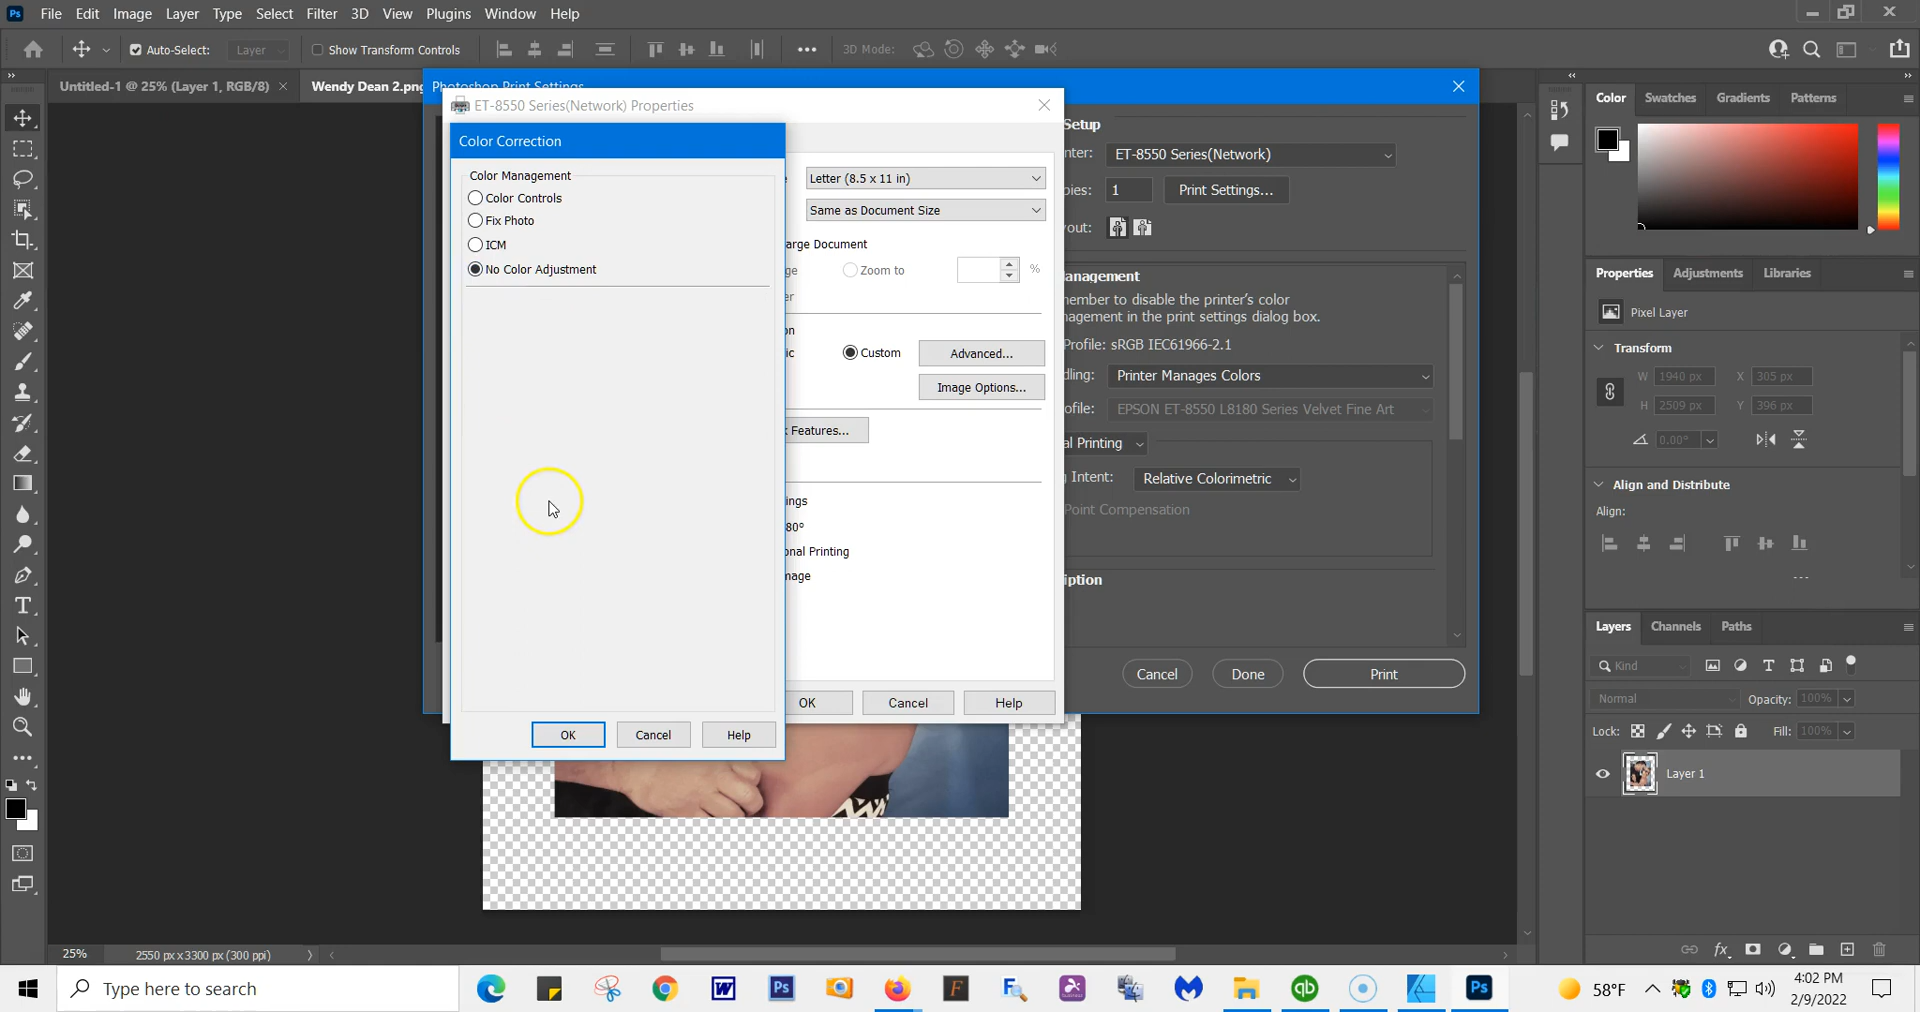 File Edit Image Layer Type Select Filter 3D View Plugins Window Help
Auto-Select: Layer Show Transform Controls 3D Mode:
Untitled-1 @ 25% (Layer 1, RGB/8) Wendy Dean 2.png
Photoshop Print Settings
ET-8550 Series(Network) Properties
Color Correction
Color Management
Color Controls
Fix Photo
ICM
No Color Adjustment
OK Cancel Help
Letter (8.5 x 11 in)
Same as Document Size
arge Document
Zoom to %
Custom Advanced...
Image Options...
Features...
ings
80°
onal Printing
mage
OK Cancel Help
Setup
nter: ET-8550 Series(Network)
pies: 1 Print Settings...
yout:
anagement
member to disable the printer's color
nagement in the print settings dialog box.
Profile: sRGB IEC61966-2.1
dling: Printer Manages Colors
ofile: EPSON ET-8550 L8180 Series Velvet Fine Art
al Printing
g Intent: Relative Colorimetric
Point Compensation
iption
Cancel Done Print
Color Swatches Gradients Patterns
Properties Adjustments Libraries
Pixel Layer
Transform
W 1940 px X 305 px
H 2509 px Y 396 px
0.00°
Align and Distribute
Align:
Layers Channels Paths
Kind
Normal Opacity: 100%
Lock: Fill: 100%
Layer 1
25% 2550 px x 3300 px (300 ppi)
Type here to search
58°F
4:02 PM
2/9/2022